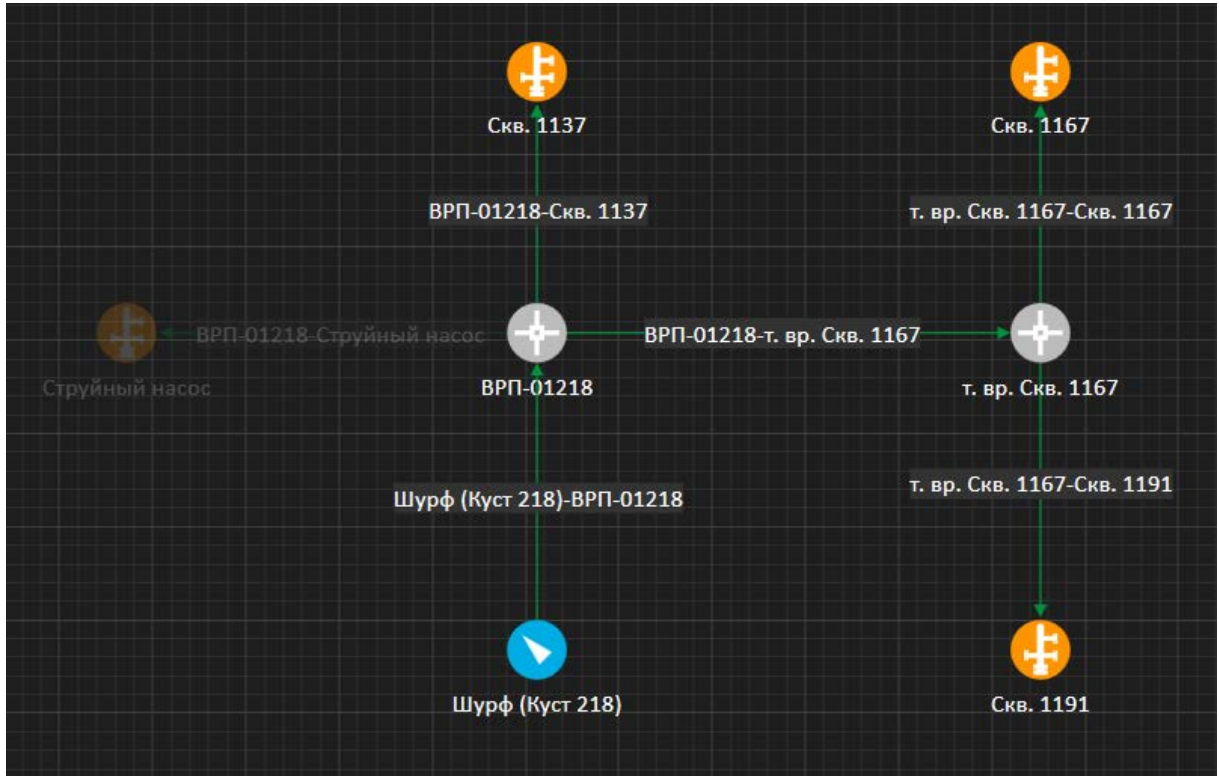 Скв. 1137
Скв. 1167
ВРП-01218-Скв. 1137
т. вр. Скв. 1167-Скв. 1167
ВРП-01218-Струйный насос
ВРП-01218-т. вр. Скв. 1167
Струйный насос
ВРП-01218
т. вр. Скв. 1167
Шурф (Куст 218)-ВРП-01218
т. вр. Скв. 1167-Скв. 1191
Шурф (Куст 218)
Скв. 1191